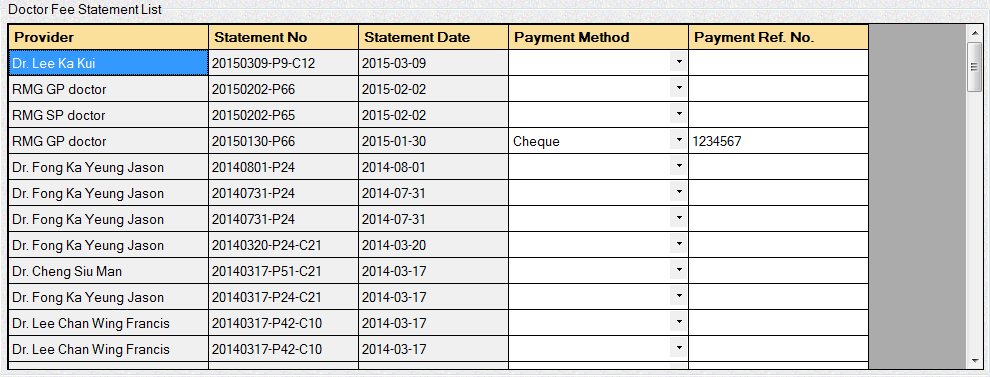 Doctor Fee Statement List
Provider Statement No Statement Date Payment Method Payment Ref. No.
Dr. Lee Ka Kui 20150309-P9-C12 2015-03-09
RMG GP doctor 20150202-P66 2015-02-02
RMG SP doctor 20150202-P65 2015-02-02
RMG GP doctor 20150130-P66 2015-01-30 Cheque 1234567
Dr. Fong Ka Yeung Jason 20140801-P24 2014-08-01
Dr. Fong Ka Yeung Jason 20140731-P24 2014-07-31
Dr. Fong Ka Yeung Jason 20140731-P24 2014-07-31
Dr. Fong Ka Yeung Jason 20140320-P24-C21 2014-03-20
Dr. Cheng Siu Man 20140317-P51-C21 2014-03-17
Dr. Fong Ka Yeung Jason 20140317-P24-C21 2014-03-17
Dr. Lee Chan Wing Francis 20140317-P42-C10 2014-03-17
Dr. Lee Chan Wing Francis 20140317-P42-C10 2014-03-17